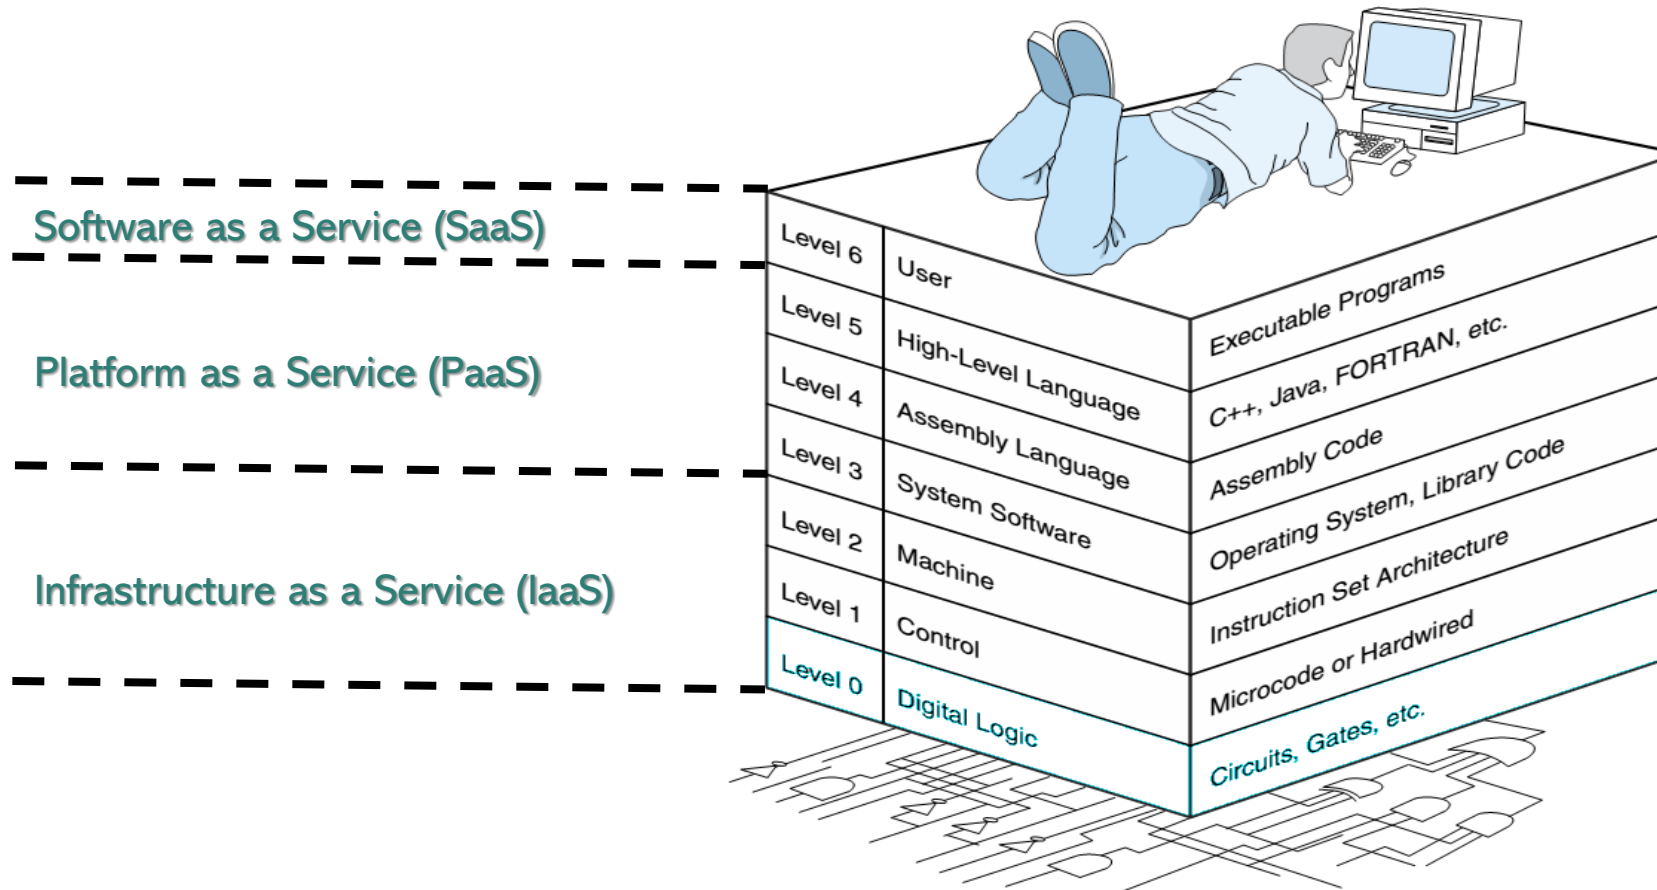 Software as a Service (SaaS)
Platform as a Service (PaaS)
Infrastructure as a Service (IaaS)
Level 6 User Executable Programs
Level 5 High-Level Language C++, Java, FORTRAN, etc.
Level 4 Assembly Language Assembly Code
Level 3 System Software Operating System, Library Code
Level 2 Machine Instruction Set Architecture
Level 1 Control Microcode or Hardwired
Level 0 Digital Logic Circuits, Gates, etc.